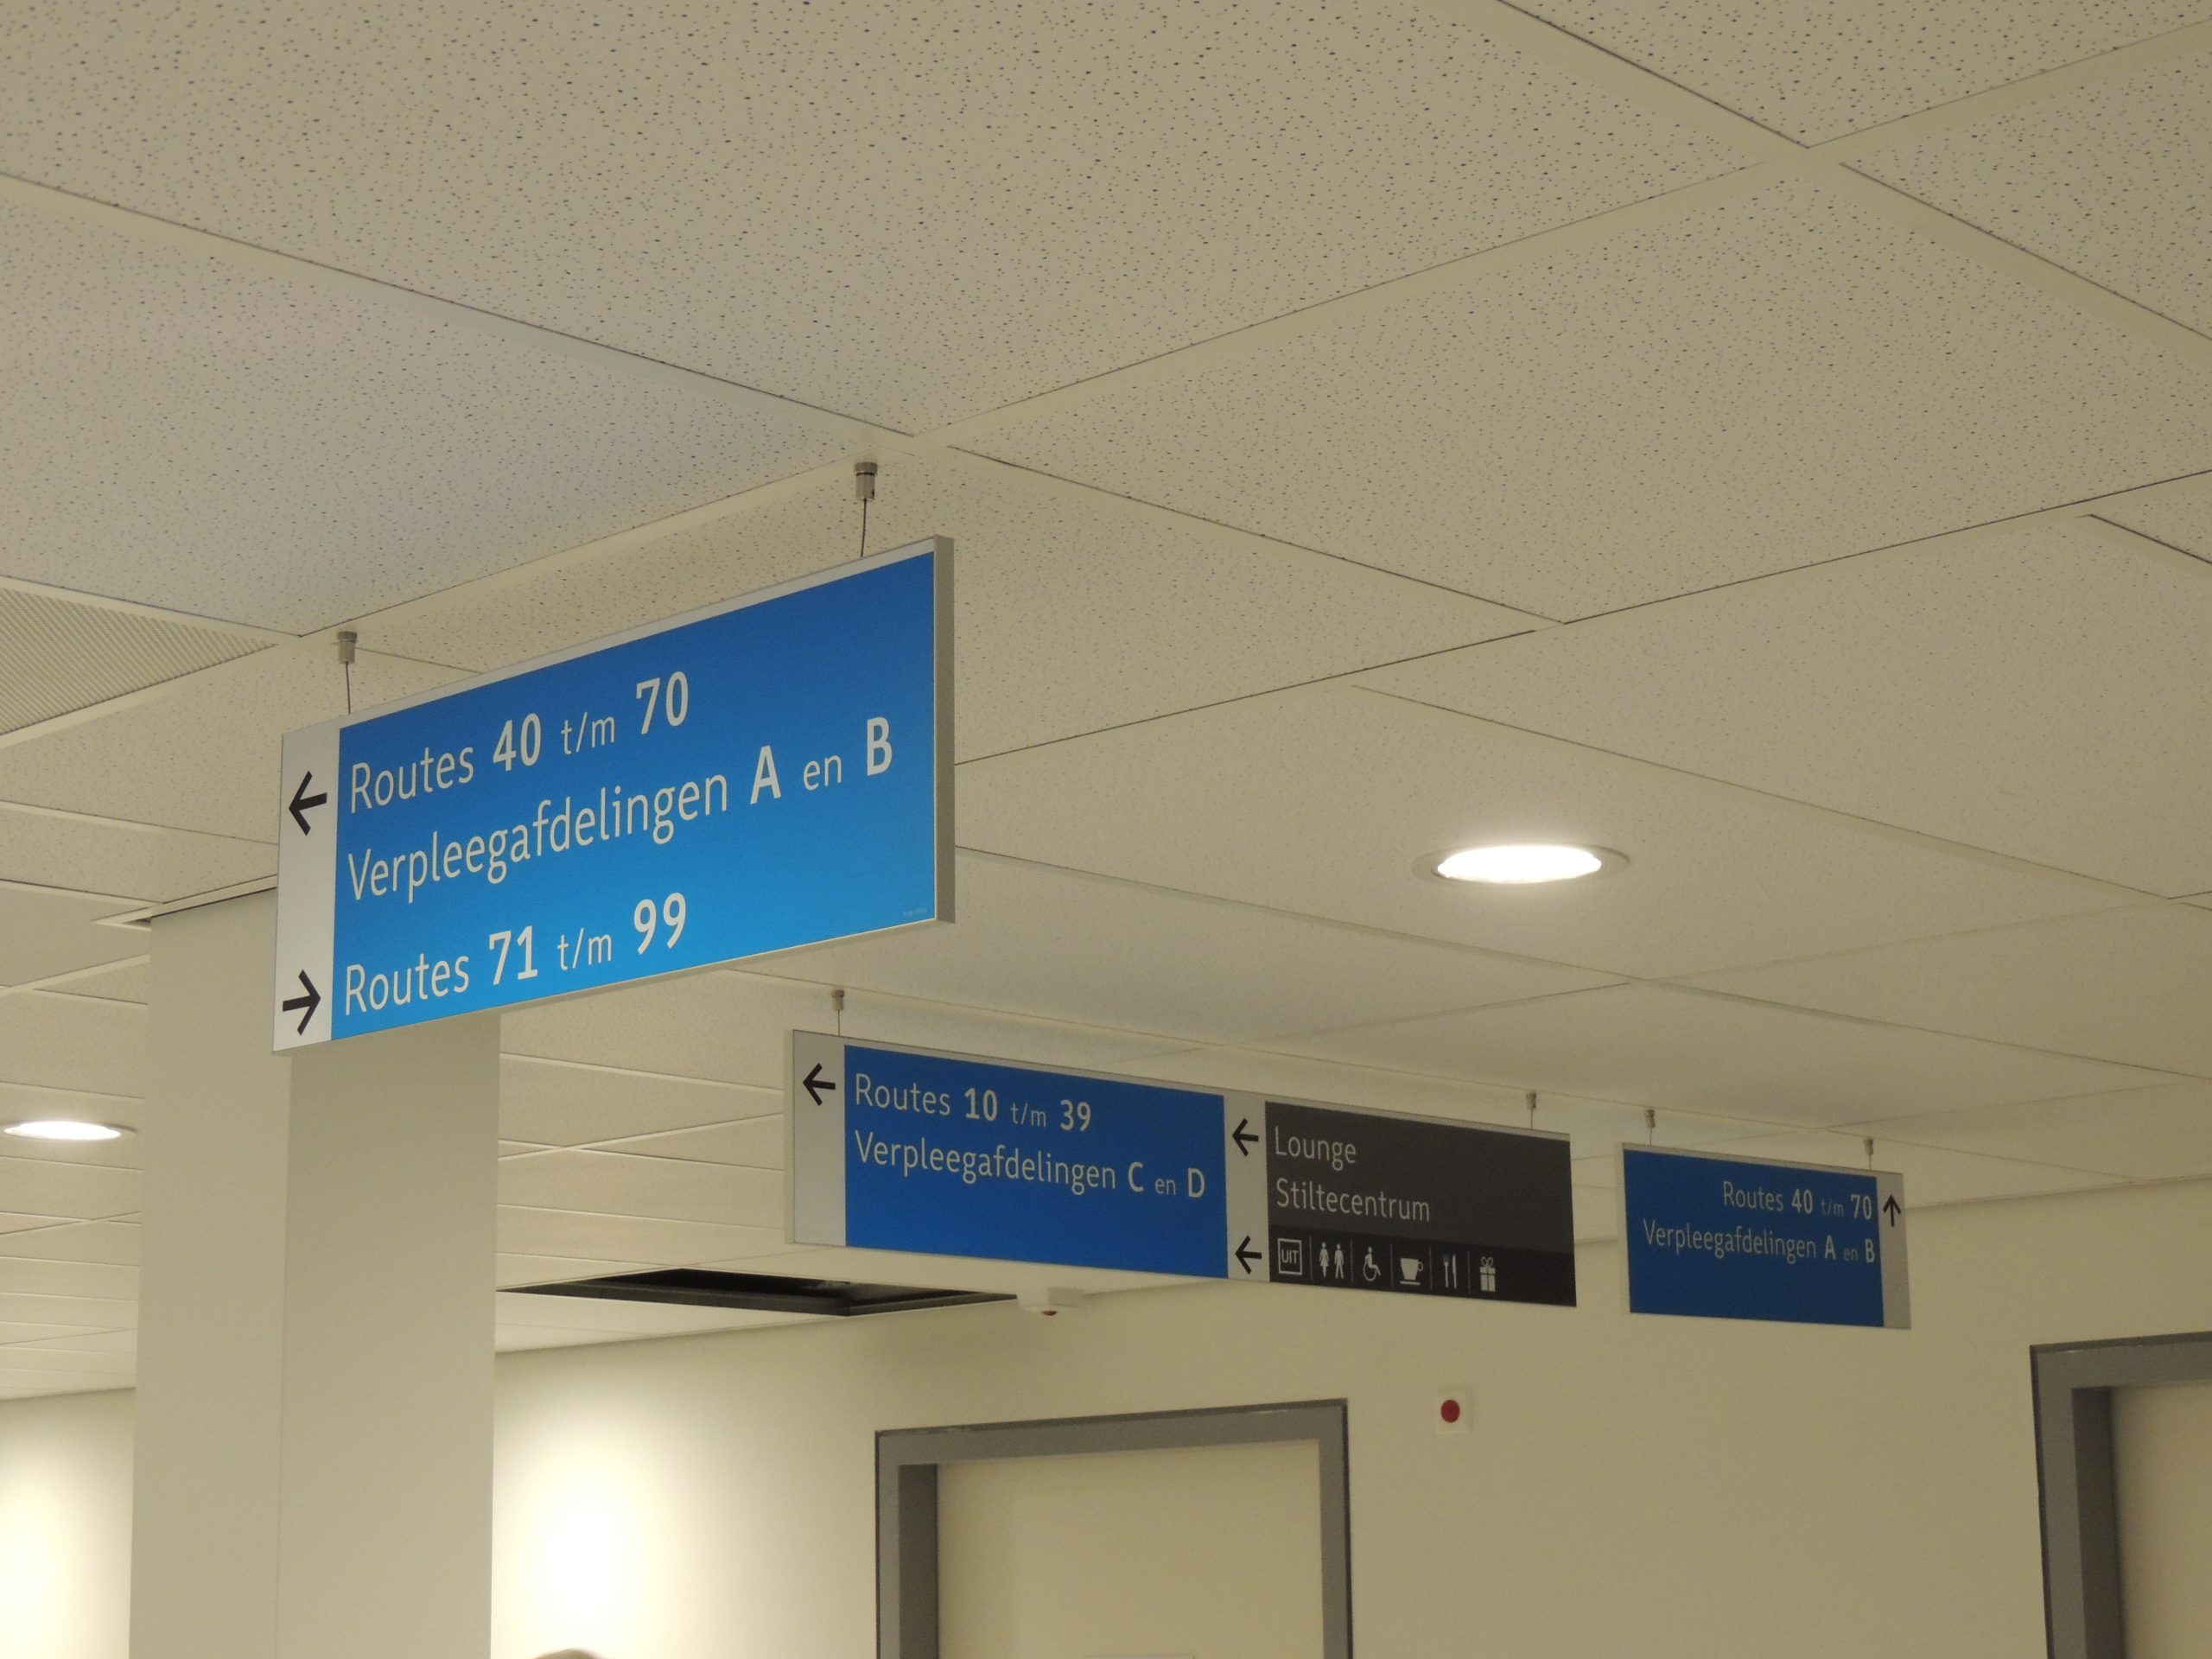 Routes 40 t/m 70
Verpleegafdelingen A en B
Routes 71 t/m 99
Routes 10 t/m 39
Verpleegafdelingen C en D
Lounge
Stiltecentrum
UIT
Routes 40 t/m 70
Verpleegafdelingen A en B